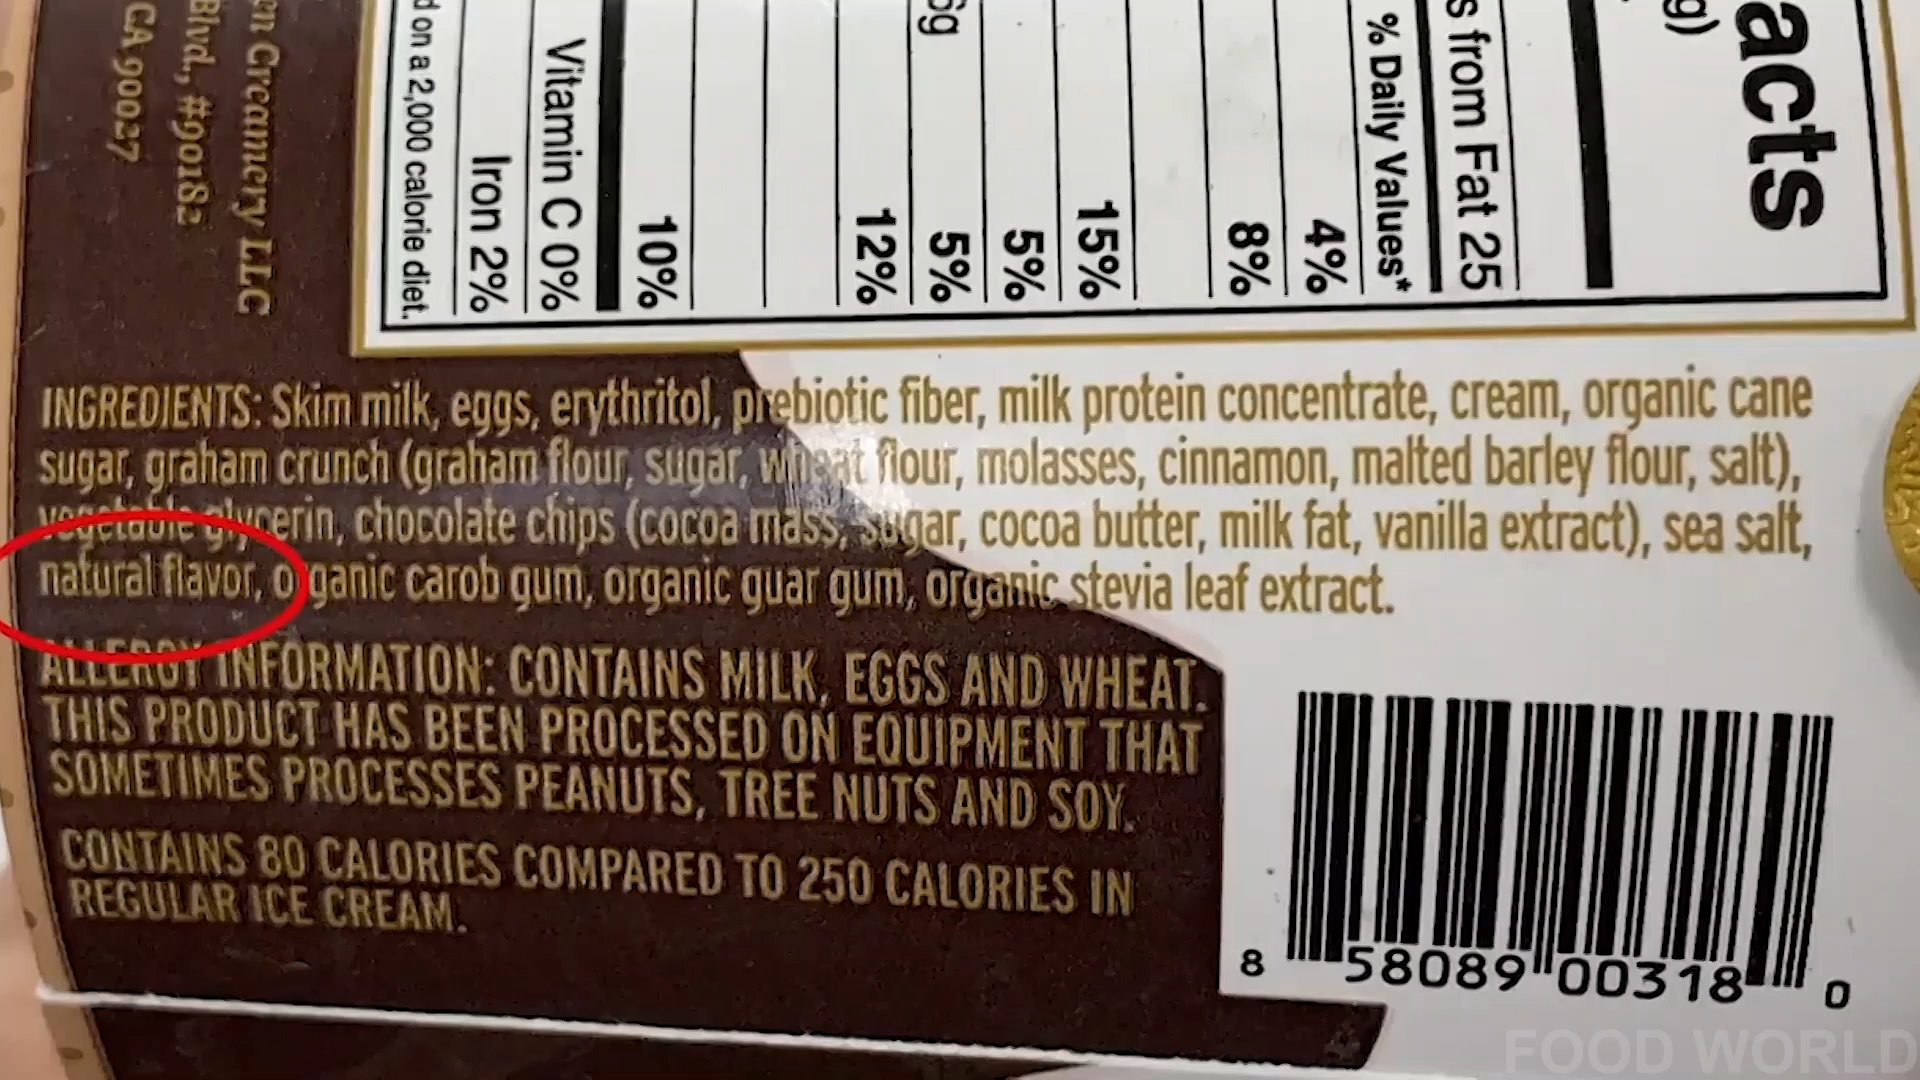 acts
g)
s from Fat 25
% Daily Values*
4%
8%
15%
5%
6g
5%
12%
10%
Vitamin C 0%
Iron 2%
d on a 2,000 calorie diet.
en Creamery LLC
Blvd., #90182
CA 90027
INGREDIENTS: Skim milk, eggs, erythritol, prebiotic fiber, milk protein concentrate, cream, organic cane
sugar, graham crunch (graham flour, sugar, wheat flour, molasses, cinnamon, malted barley flour, salt),
vegetable glycerin, chocolate chips (cocoa mass, sugar, cocoa butter, milk fat, vanilla extract), sea salt,
natural flavor, organic carob gum, organic guar gum, organic stevia leaf extract.
ALLERGY INFORMATION: CONTAINS MILK, EGGS AND WHEAT.
THIS PRODUCT HAS BEEN PROCESSED ON EQUIPMENT THAT
SOMETIMES PROCESSES PEANUTS, TREE NUTS AND SOY.
CONTAINS 80 CALORIES COMPARED TO 250 CALORIES IN
REGULAR ICE CREAM.
8 58089 00318 0
FOOD WORLD